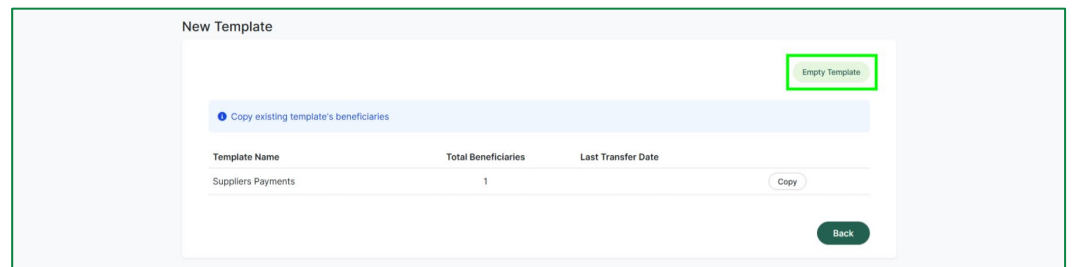 New Template
Empty Template
Copy existing template's beneficiaries
Template Name Total Beneficiaries Last Transfer Date
Suppliers Payments 1 Copy
Back